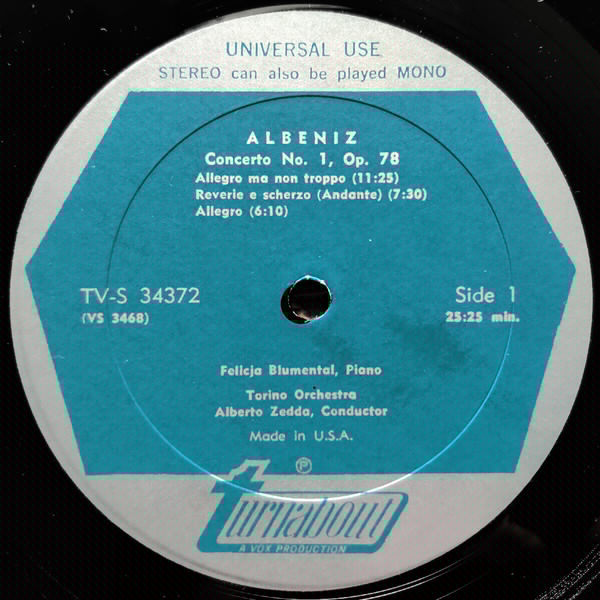 UNIVERSAL USE
STEREO can also be played MONO
ALBENIZ
Concerto No. 1, Op. 78
Allegro ma non troppo (11:25)
Reverie e scherzo (Andante) (7:30)
Allegro (6:10)
TV-S 34372
(VS 3468)
Side 1
25:25 min.
Felicja Blumental, Piano
Torino Orchestra
Alberto Zedda, Conductor
Made in U.S.A.
℗
turnabout
A VOX PRODUCTION